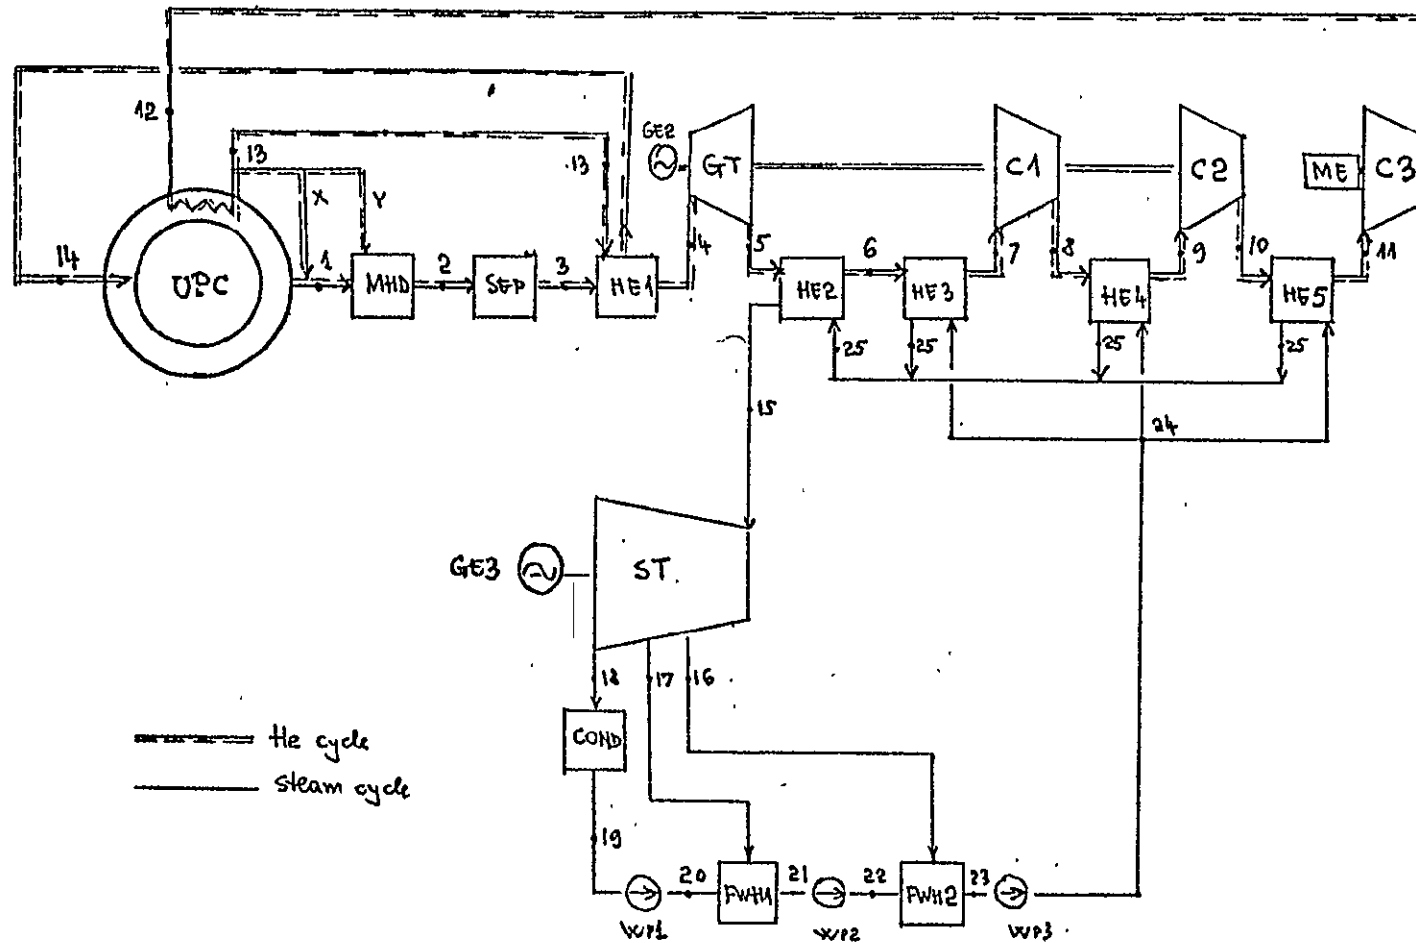 12
13
13
X
Y
14
UPC
1
MHD
2
SEP
3
HE1
4
GE2
GT
5
HE2
6
HE3
7
C1
8
HE4
9
C2
10
HE5
11
ME
C3
25
25
25
25
24
15
GE3
ST.
18
17
16
COND
19
20
FWH1
21
22
FWH2
23
WP1
WP2
WP3
He cycle
steam cycle